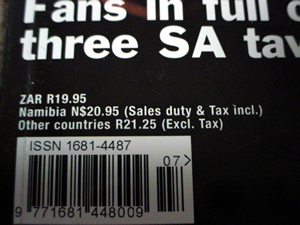 Fans in full
three SA
ZAR R19.95
Namibia N$20.95 (Sales duty & Tax incl.)
Other countries R21.25 (Excl. Tax)
ISSN 1681-4487
07>
9 771681 448009